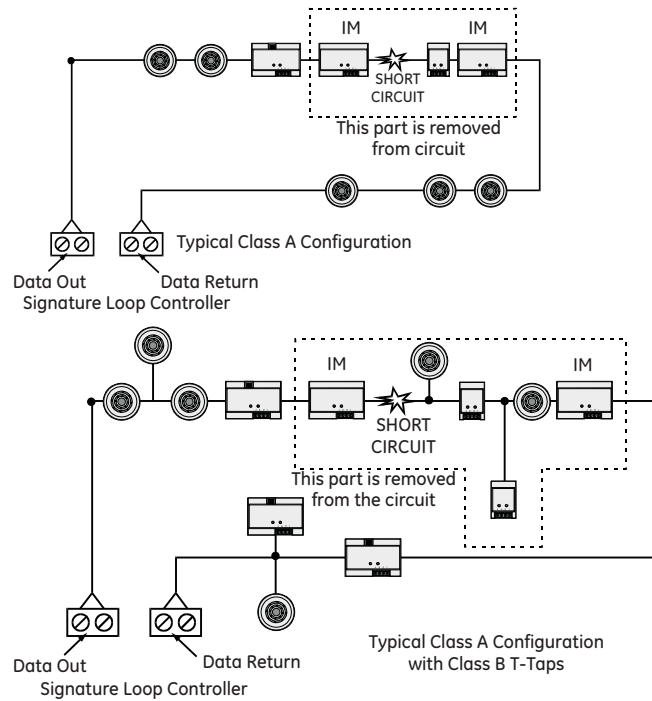 IM
IM
SHORT
CIRCUIT
This part is removed
from circuit
Typical Class A Configuration
Data Out
Data Return
Signature Loop Controller
IM
IM
SHORT
CIRCUIT
This part is removed
from the circuit
Typical Class A Configuration
with Class B T-Taps
Data Out
Data Return
Signature Loop Controller